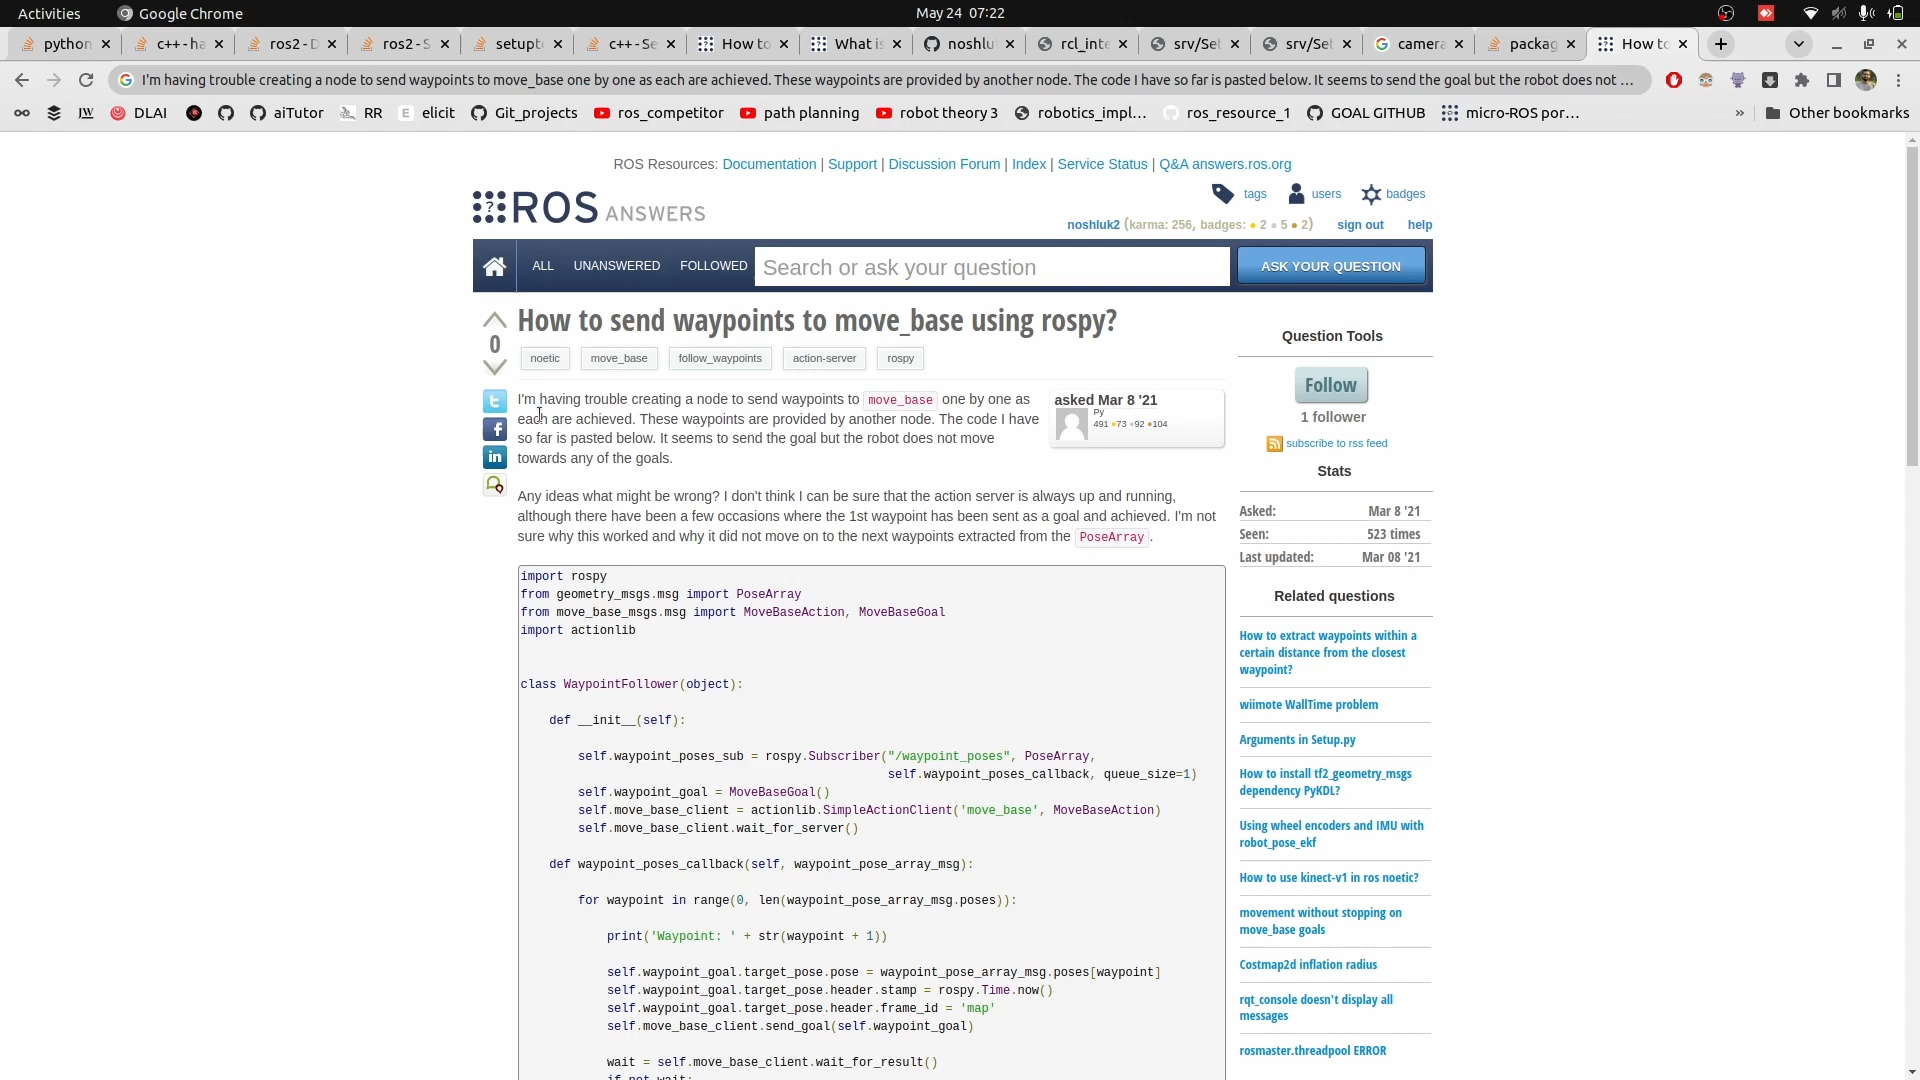 Activities
Google Chrome
May 24 07:22
python
c++ - ha
ros2 - D
ros2 - S
setupto
c++ - Se
How to
What is
noshlu
rcl_inte
srv/Set
srv/Set
camera
packag
How to
I'm having trouble creating a node to send waypoints to move_base one by one as each are achieved. These waypoints are provided by another node. The code I have so far is pasted below. It seems to send the goal but the robot does not ...
DLAI
aiTutor
RR
elicit
Git_projects
ros_competitor
path planning
robot theory 3
robotics_impl...
ros_resource_1
GOAL GITHUB
micro-ROS por...
»
Other bookmarks
ROS Resources: Documentation | Support | Discussion Forum | Index | Service Status | Q&A answers.ros.org
tags
users
badges
ROS ANSWERS
noshluk2 (karma: 256, badges: ● 2 ● 5 ● 2)
sign out
help
ALL
UNANSWERED
FOLLOWED
Search or ask your question
ASK YOUR QUESTION
How to send waypoints to move_base using rospy?
0
noetic
move_base
follow_waypoints
action-server
rospy
I'm having trouble creating a node to send waypoints to move_base one by one as
each are achieved. These waypoints are provided by another node. The code I have
so far is pasted below. It seems to send the goal but the robot does not move
towards any of the goals.
asked Mar 8 '21
Py
491 ●73 ●92 ●104
Any ideas what might be wrong? I don't think I can be sure that the action server is always up and running,
although there have been a few occasions where the 1st waypoint has been sent as a goal and achieved. I'm not
sure why this worked and why it did not move on to the next waypoints extracted from the PoseArray.
import rospy
from geometry_msgs.msg import PoseArray
from move_base_msgs.msg import MoveBaseAction, MoveBaseGoal
import actionlib
class WaypointFollower(object):
def __init__(self):
self.waypoint_poses_sub = rospy.Subscriber("/waypoint_poses", PoseArray,
self.waypoint_poses_callback, queue_size=1)
self.waypoint_goal = MoveBaseGoal()
self.move_base_client = actionlib.SimpleActionClient('move_base', MoveBaseAction)
self.move_base_client.wait_for_server()
def waypoint_poses_callback(self, waypoint_pose_array_msg):
for waypoint in range(0, len(waypoint_pose_array_msg.poses)):
print('Waypoint: ' + str(waypoint + 1))
self.waypoint_goal.target_pose.pose = waypoint_pose_array_msg.poses[waypoint]
self.waypoint_goal.target_pose.header.stamp = rospy.Time.now()
self.waypoint_goal.target_pose.header.frame_id = 'map'
self.move_base_client.send_goal(self.waypoint_goal)
wait = self.move_base_client.wait_for_result()
if not wait:
Question Tools
Follow
1 follower
subscribe to rss feed
Stats
Asked: Mar 8 '21
Seen: 523 times
Last updated: Mar 08 '21
Related questions
How to extract waypoints within a
certain distance from the closest
waypoint?
wiimote WallTime problem
Arguments in Setup.py
How to install tf2_geometry_msgs
dependency PyKDL?
Using wheel encoders and IMU with
robot_pose_ekf
How to use kinect-v1 in ros noetic?
movement without stopping on
move_base goals
Costmap2d inflation radius
rqt_console doesn't display all
messages
rosmaster.threadpool ERROR